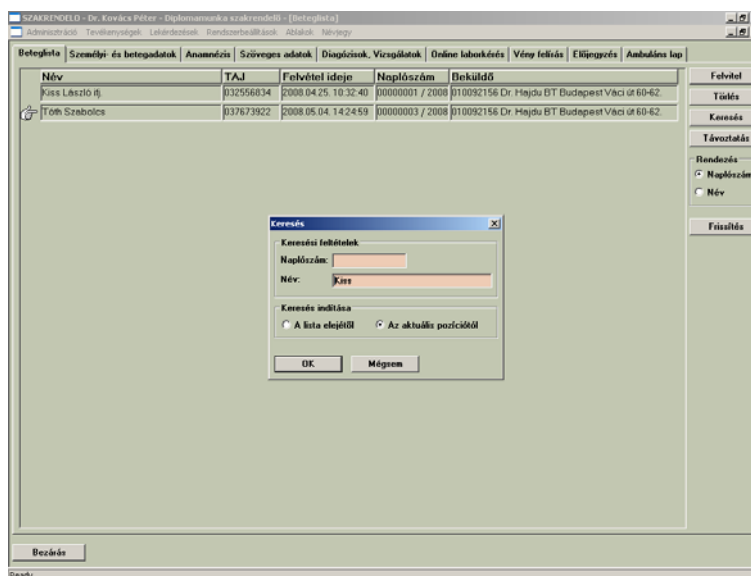 SZAKRENDELO - Dr. Kovács Péter - Diplomamunka szakrendelő - [Beteglista]
Adminisztráció Tevékenységek Lekérdezések Rendszerbeállítások Ablakok Névjegy
Beteglista Személyi- és betegadatok Anamnézis Szöveges adatok Diagózisok, Vizsgálatok Online laborkérés Vény felírás Előjegyzés Ambuláns lap
Név TAJ Felvétel ideje Naplószám Beküldő
Kiss László ifj. 032556834 2008.04.25. 10:32:40 00000001 / 2008 010092156 Dr. Hajdu BT Budapest Váci út 60-62.
Tóth Szabolcs 037673922 2008.05.04. 14:24:59 00000003 / 2008 010092156 Dr. Hajdu BT Budapest Váci út 60-62.
Felvitel
Törlés
Keresés
Távoztatás
Rendezés
Naplószám
Név
Frissítés
Keresés
Keresési feltételek
Naplószám:
Név: Kiss
Keresés indítása
A lista elejétől Az aktuális pozíciótól
OK Mégsem
Bezárás
Ready